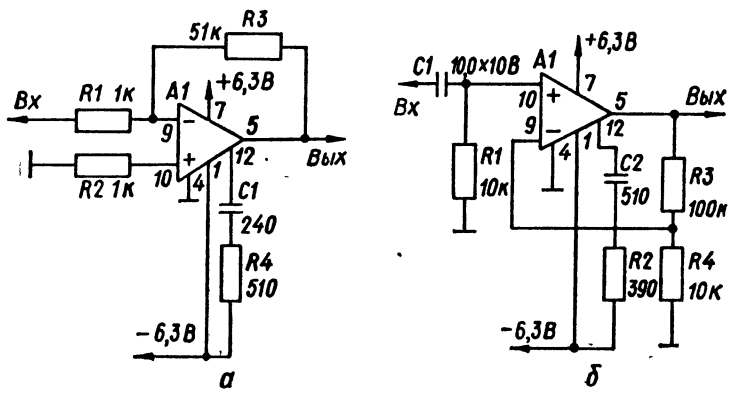 51к R3
Вх R1 1к A1 +6,3В
9 − 7
5
+ 12 Вых
R2 1к 10 4 1
C1
240
R4
510
−6,3В
а
C1 10,0×10В A1 +6,3В
Вх 10 + 7
5 Вых
9 − 12
4 1
R1
10к
C2
510
R3
100к
R2
390
R4
10к
−6,3В
б